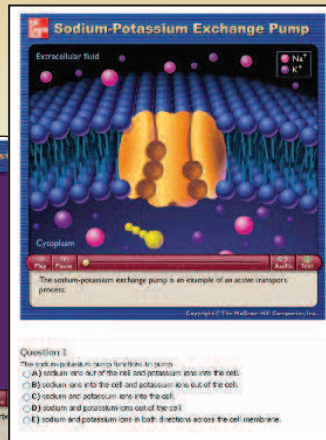 Sodium-Potassium Exchange Pump
Extracellular fluid
Na+
K+
Cytoplasm
Play Pause Audio Text
The sodium-potassium exchange pump is an example of an active transport
process.
Copyright © The McGraw-Hill Companies, Inc.
Question 1
The sodium-potassium pump functions to pump
A) sodium ions out of the cell and potassium ions into the cell.
B) sodium ions into the cell and potassium ions out of the cell.
C) sodium and potassium ions into the cell.
D) sodium and potassium ions out of the cell.
E) sodium and potassium ions in both directions across the cell membrane.